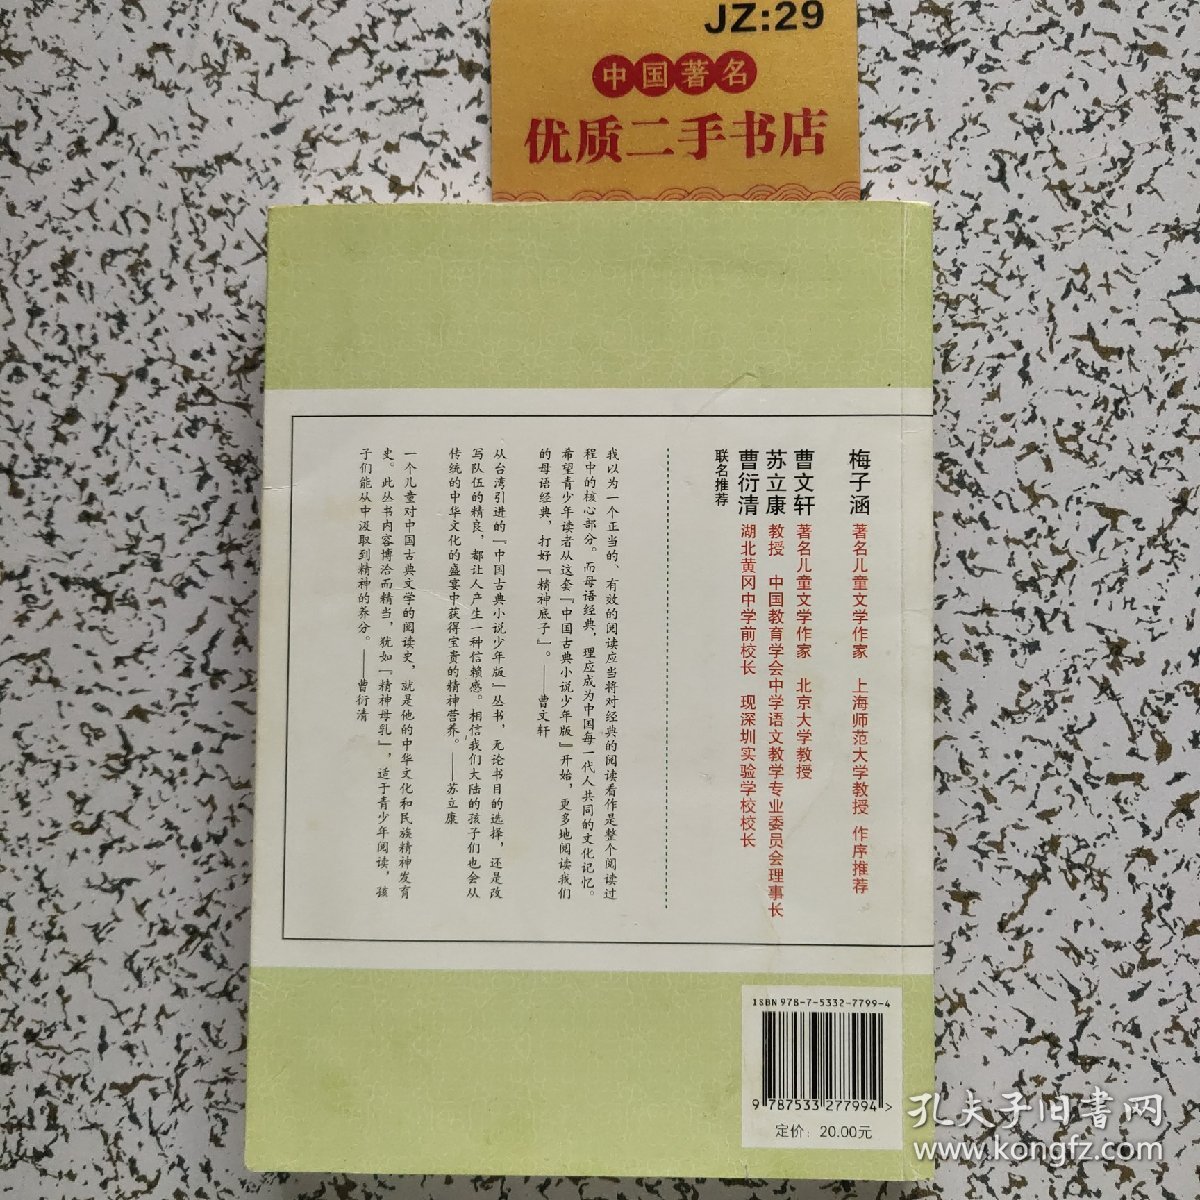 JZ:29
中国著名
优质二手书店
梅子涵 著名儿童文学作家 上海师范大学教授 作序推荐
曹文轩 著名儿童文学作家 北京大学教授
苏立康 教授 中国教育学会中学语文教学专业委员会理事长
曹衍清 湖北黄冈中学前校长 现深圳实验学校校长
联名推荐
我以为一个正当的、有效的阅读应当将对经典的阅读看作是整个阅读过
程中的核心部分。而母语经典，理应成为中国每一代人共同的文化记忆。
希望青少年读者从这套『中国古典小说少年版』开始，更多地阅读我们
的母语经典，打好『精神底子』。——曹文轩
从台湾引进的『中国古典小说少年版』丛书，无论书目的选择，还是改
写队伍的精良，都让人产生一种信赖感。相信我们大陆的孩子们也会从
传统的中华文化的盛宴中获得宝贵的精神营养。——苏立康
一个儿童对中国古典文学的阅读史，就是他的中华文化和民族精神发育
史。此丛书内容博洽而精当，犹如『精神母乳』，适于青少年阅读，孩
子们能从中汲取到精神的养分。——曹衍清
ISBN 978-7-5332-7799-4
9 787533 277994 >
定价：20.00元
孔夫子旧书网
www.kongfz.com